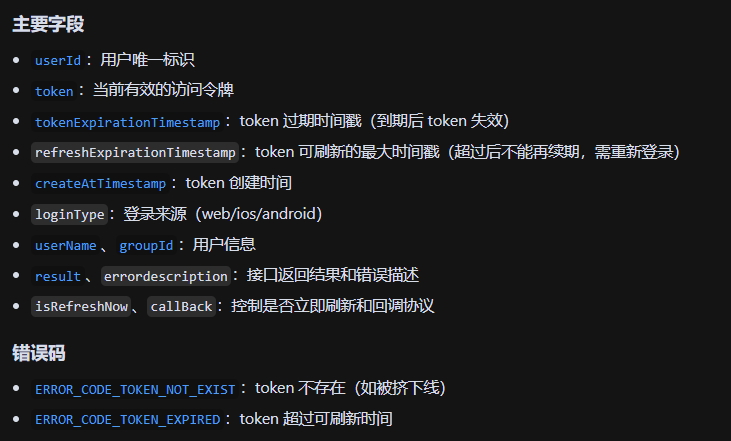 主要字段
• userId：用户唯一标识
• token：当前有效的访问令牌
• tokenExpirationTimestamp：token 过期时间戳（到期后 token 失效）
• refreshExpirationTimestamp：token 可刷新的最大时间戳（超过后不能再续期，需重新登录）
• createAtTimestamp：token 创建时间
• loginType：登录来源（web/ios/android）
• userName、groupId：用户信息
• result、errordescription：接口返回结果和错误描述
• isRefreshNow、callBack：控制是否立即刷新和回调协议
错误码
• ERROR_CODE_TOKEN_NOT_EXIST：token 不存在（如被挤下线）
• ERROR_CODE_TOKEN_EXPIRED：token 超过可刷新时间